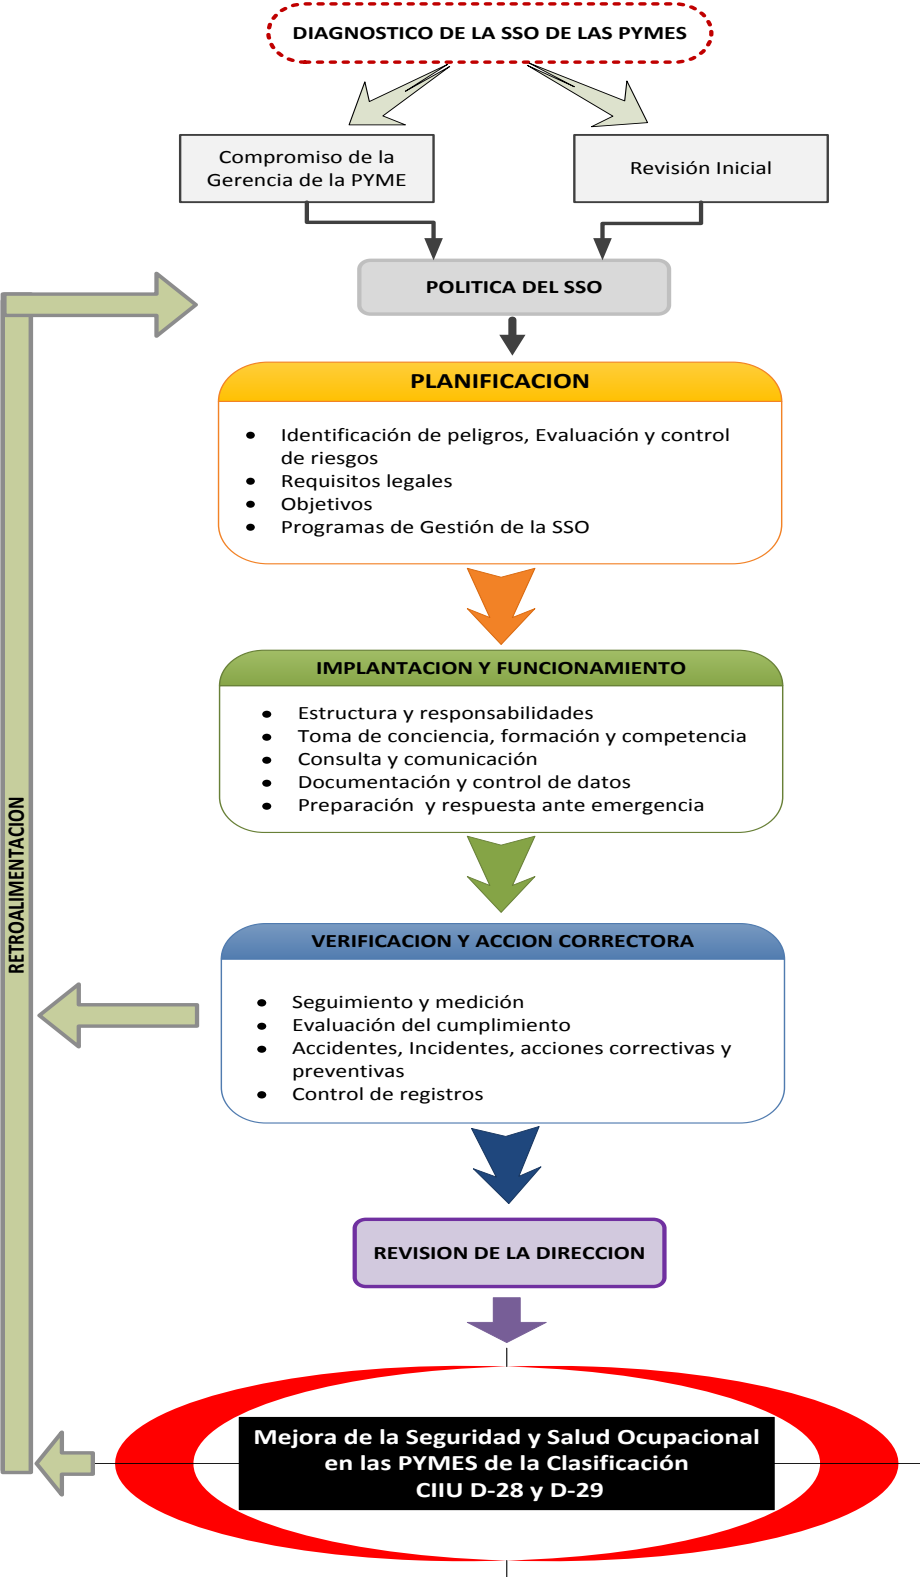 DIAGNOSTICO DE LA SSO DE LAS PYMES
Compromiso de la
Gerencia de la PYME
Revisión Inicial
POLITICA DEL SSO
PLANIFICACION
• Identificación de peligros, Evaluación y control
de riesgos
• Requisitos legales
• Objetivos
• Programas de Gestión de la SSO
IMPLANTACION Y FUNCIONAMIENTO
• Estructura y responsabilidades
• Toma de conciencia, formación y competencia
• Consulta y comunicación
• Documentación y control de datos
• Preparación y respuesta ante emergencia
RETROALIMENTACION
VERIFICACION Y ACCION CORRECTORA
• Seguimiento y medición
• Evaluación del cumplimiento
• Accidentes, Incidentes, acciones correctivas y
preventivas
• Control de registros
REVISION DE LA DIRECCION
Mejora de la Seguridad y Salud Ocupacional
en las PYMES de la Clasificación
CIIU D-28 y D-29